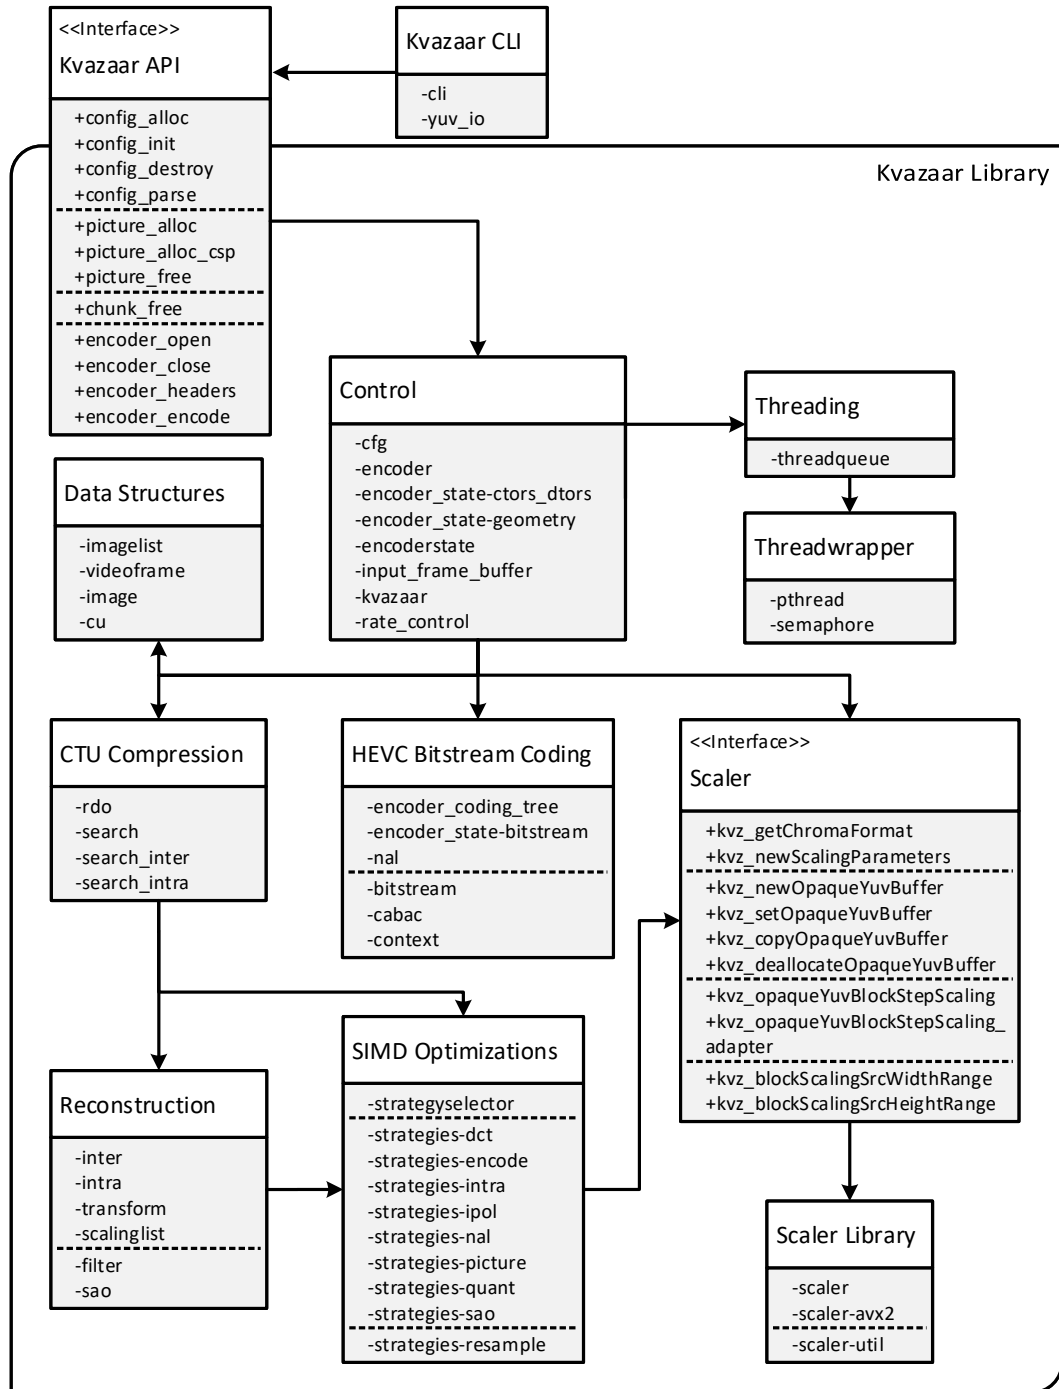 <<Interface>>
Kvazaar API
+config_alloc
+config_init
+config_destroy
+config_parse
+picture_alloc
+picture_alloc_csp
+picture_free
+chunk_free
+encoder_open
+encoder_close
+encoder_headers
+encoder_encode
Kvazaar CLI
-cli
-yuv_io
Kvazaar Library
Control
-cfg
-encoder
-encoder_state-ctors_dtors
-encoder_state-geometry
-encoderstate
-input_frame_buffer
-kvazaar
-rate_control
Threading
-threadqueue
Threadwrapper
-pthread
-semaphore
Data Structures
-imagelist
-videoframe
-image
-cu
CTU Compression
-rdo
-search
-search_inter
-search_intra
HEVC Bitstream Coding
-encoder_coding_tree
-encoder_state-bitstream
-nal
-bitstream
-cabac
-context
<<Interface>>
Scaler
+kvz_getChromaFormat
+kvz_newScalingParameters
+kvz_newOpaqueYuvBuffer
+kvz_setOpaqueYuvBuffer
+kvz_copyOpaqueYuvBuffer
+kvz_deallocateOpaqueYuvBuffer
+kvz_opaqueYuvBlockStepScaling
+kvz_opaqueYuvBlockStepScaling_
adapter
+kvz_blockScalingSrcWidthRange
+kvz_blockScalingSrcHeightRange
Reconstruction
-inter
-intra
-transform
-scalinglist
-filter
-sao
SIMD Optimizations
-strategyselector
-strategies-dct
-strategies-encode
-strategies-intra
-strategies-ipol
-strategies-nal
-strategies-picture
-strategies-quant
-strategies-sao
-strategies-resample
Scaler Library
-scaler
-scaler-avx2
-scaler-util